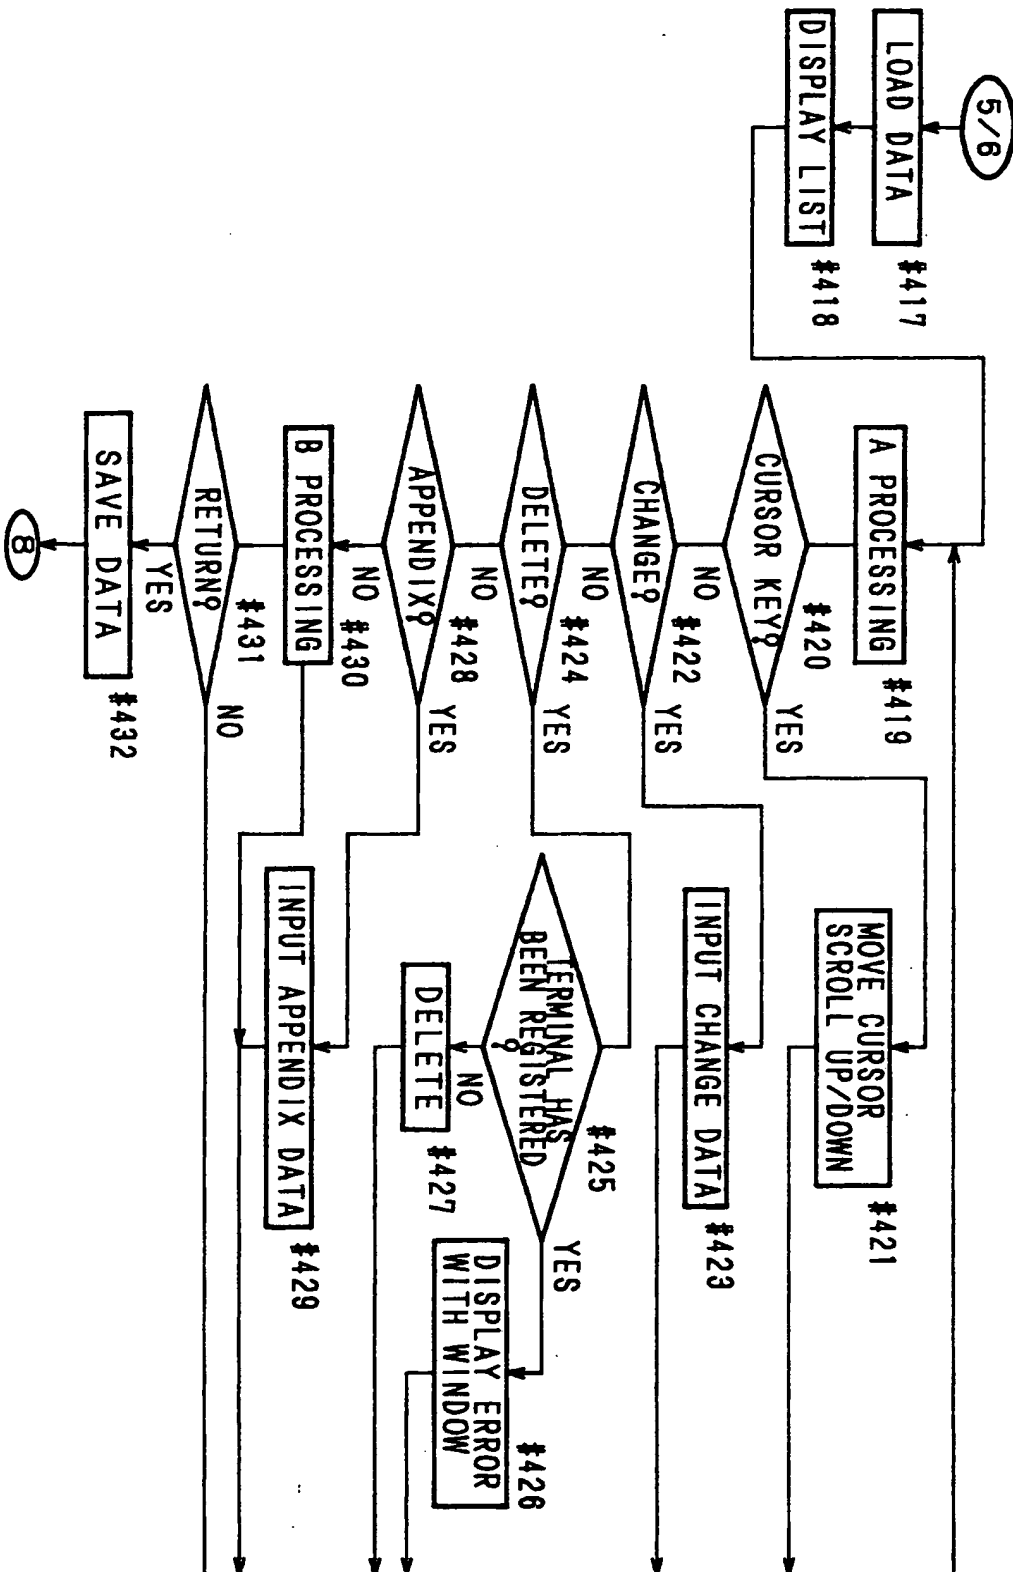 5/6
LOAD DATA
#417
DISPLAY LIST
#418
A PROCESSING
#419
CURSOR KEY?
#420
YES
NO
MOVE CURSOR
SCROLL UP/DOWN
#421
CHANGE?
#422
YES
NO
INPUT CHANGE DATA
#423
DELETE?
#424
YES
NO
TERMINAL HAS
BEEN REGISTERED
?
#425
YES
NO
DISPLAY ERROR
WITH WINDOW
#426
DELETE
#427
APPENDIX?
#428
YES
NO
INPUT APPENDIX DATA
#429
B PROCESSING
#430
RETURN?
#431
NO
YES
SAVE DATA
#432
8